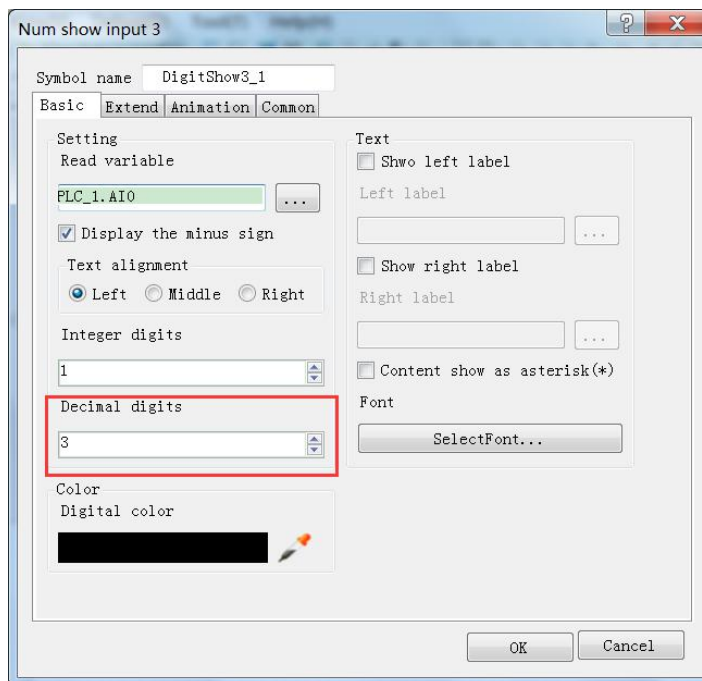 Num show input 3
Symbol name DigitShow3_1
Basic Extend Animation Common
Setting
Read variable
PLC_1.AI0
...
Display the minus sign
Text alignment
Left Middle Right
Integer digits
1
Decimal digits
3
Color
Digital color
Text
Shwo left label
Left label
...
Show right label
Right label
...
Content show as asterisk(*)
Font
SelectFont...
OK Cancel